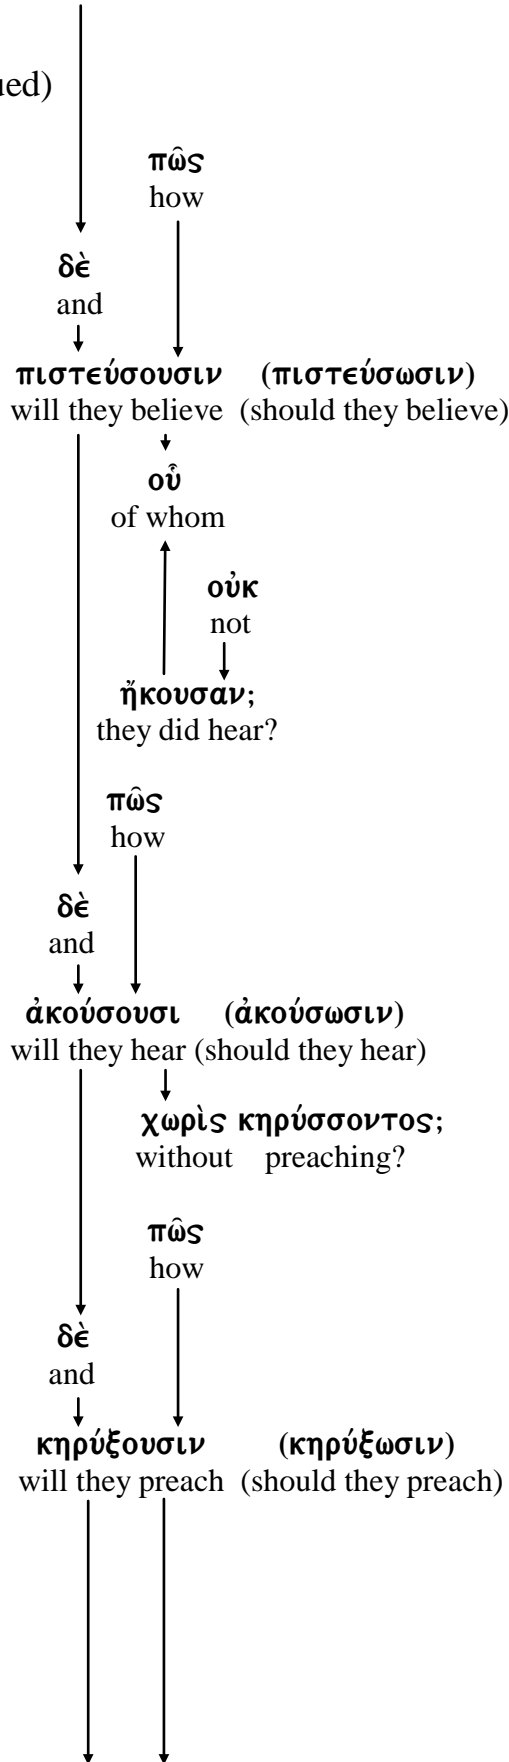 ued)
πῶς
how
δὲ
and
πιστεύσουσιν (πιστεύσωσιν)
will they believe (should they believe)
οὗ
of whom
οὐκ
not
ἤκουσαν;
they did hear?
πῶς
how
δὲ
and
ἀκούσουσι (ἀκούσωσιν)
will they hear (should they hear)
χωρὶς κηρύσσοντος;
without preaching?
πῶς
how
δὲ
and
κηρύξουσιν (κηρύξωσιν)
will they preach (should they preach)